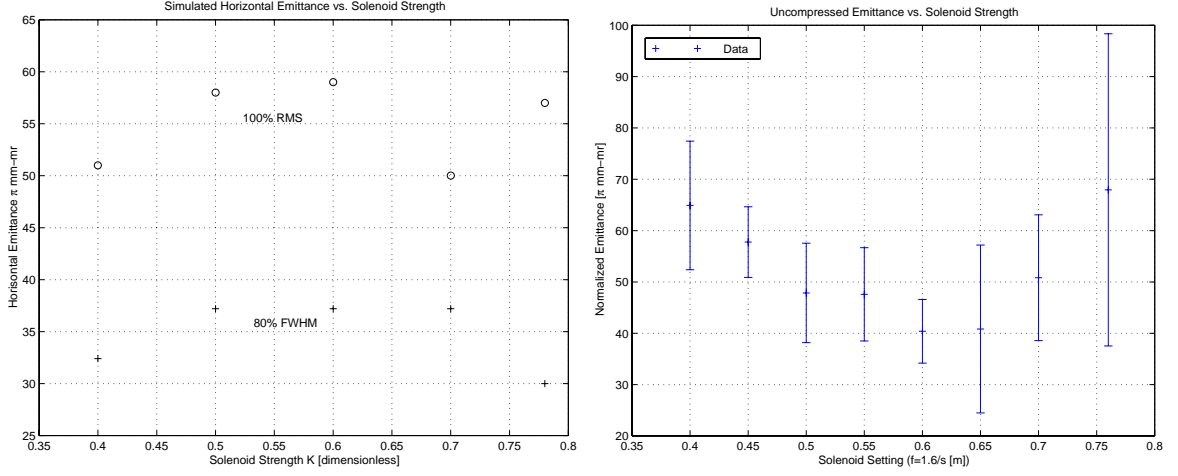 Simulated Horizontal Emittance vs. Solenoid Strength
65
60
55
50
45
40
35
30
25
Horisontal Emittance π mm−mr
100% RMS
80% FWHM
0.35 0.4 0.45 0.5 0.55 0.6 0.65 0.7 0.75 0.8
Solenoid Strength K [dimensionless]
Uncompressed Emittance vs. Solenoid Strength
100
90
80
70
60
50
40
30
20
Normalized Emittance [π mm−mr]
Data
0.35 0.4 0.45 0.5 0.55 0.6 0.65 0.7 0.75 0.8
Solenoid Setting (f=1.6/s [m])